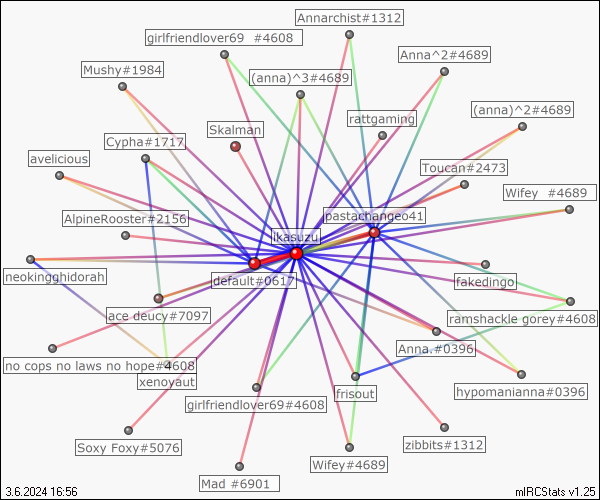 Annarchist#1312
girlfriendlover69 #4608
Anna^2#4689
Mushy#1984
(anna)^3#4689
(anna)^2#4689
rattgaming
Skalman
Cypha#1717
avelicious
Toucan#2473
Wifey #4689
AlpineRooster#2156
pastachangeo41
ikasuzu
neokingghidorah
default#0617
fakedingo
ace deucy#7097
ramshackle gorey#4608
Anna.#0396
no cops no laws no hope#4608
xenoyaut
frisout
hypomanianna#0396
girlfriendlover69#4608
Soxy Foxy#5076
zibbits#1312
Wifey#4689
Mad #6901
3.6.2024 16:56
mIRCStats v1.25